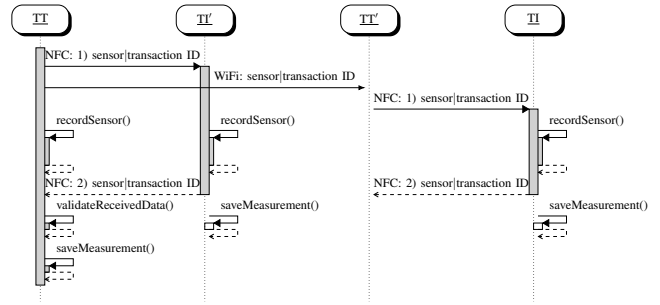 TT TI′ TT′ TI
NFC: 1) sensor|transaction ID
WiFi: sensor|transaction ID
NFC: 1) sensor|transaction ID
recordSensor() recordSensor() recordSensor()
NFC: 2) sensor|transaction ID NFC: 2) sensor|transaction ID
validateReceivedData() saveMeasurement() saveMeasurement()
saveMeasurement()